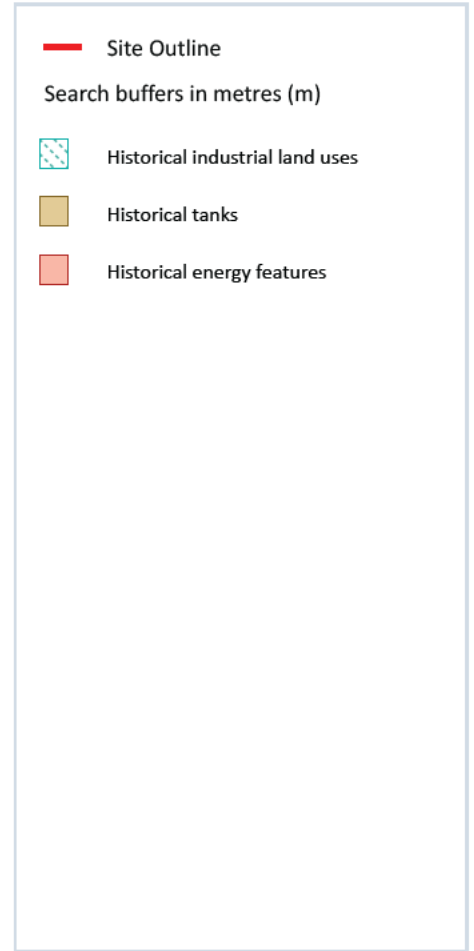 Site Outline
Search buffers in metres (m)
Historical industrial land uses
Historical tanks
Historical energy features